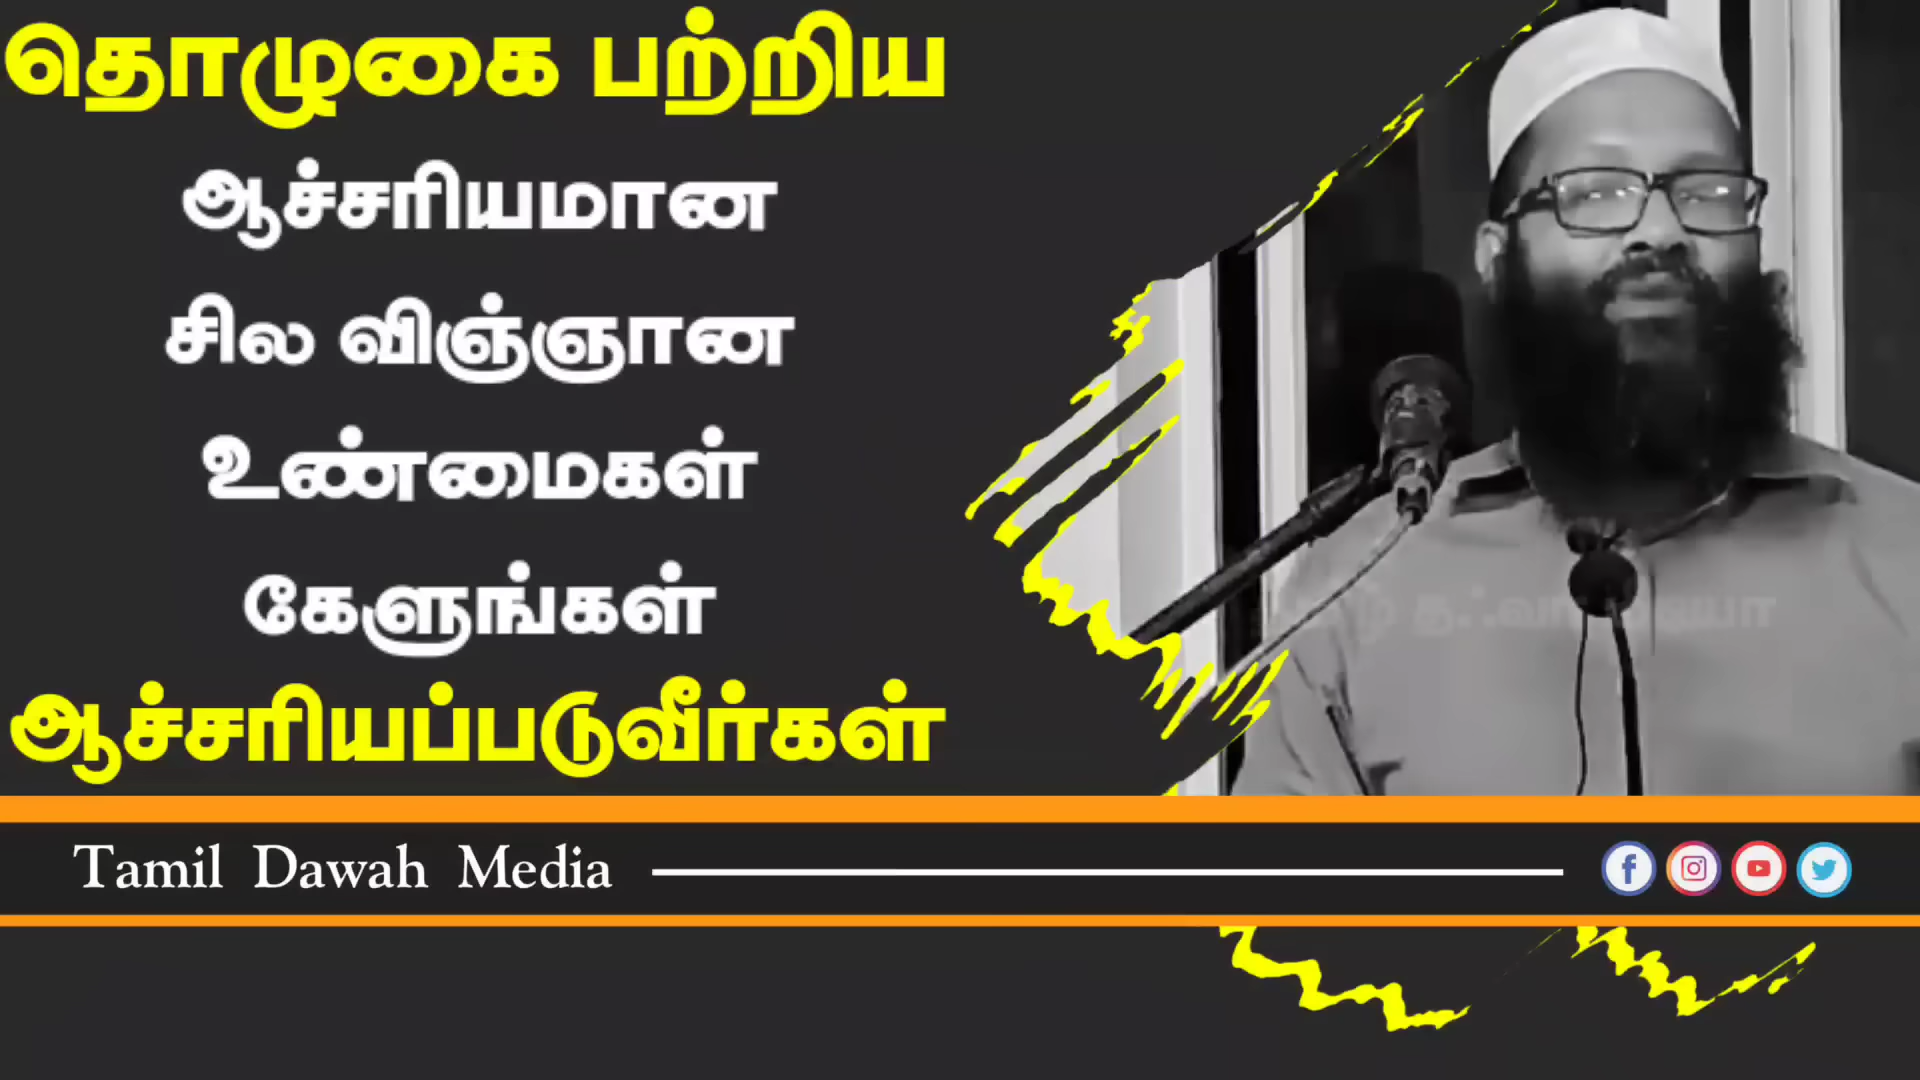 தொழுகை பற்றிய
ஆச்சரியமான
சில விஞ்ஞான
உண்மைகள்
கேளுங்கள்
ஆச்சரியப்படுவீர்கள்
Tamil Dawah Media